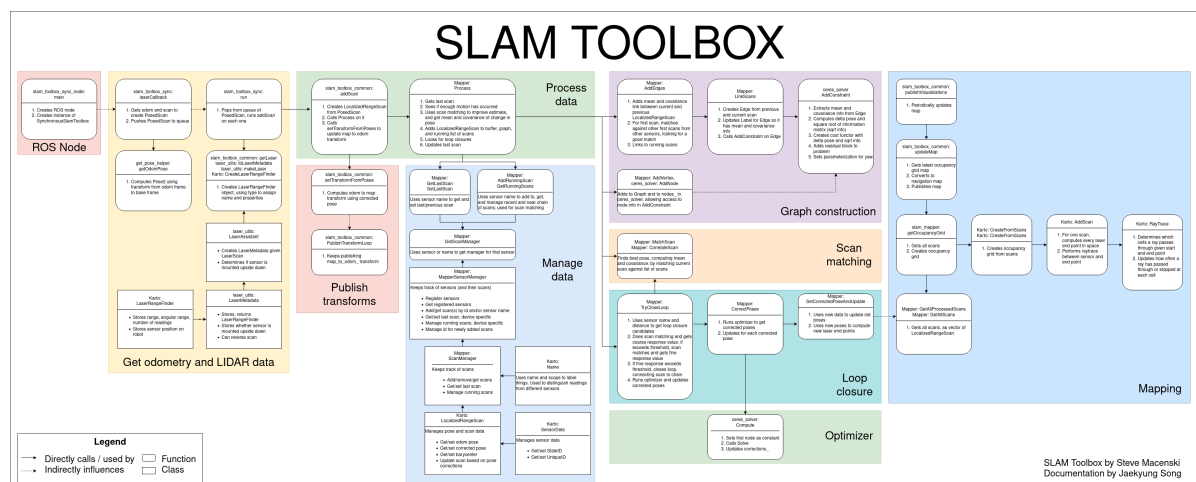 SLAM TOOLBOX
slam_toolbox_sync_node:
main
1. Creates ROS node
2. Creates instance of
SynchronousSlamToolbox
ROS Node
slam_toolbox_sync:
laserCallback
1. Gets odom and scan to
create PosedScan
2. Pushes PosedScan to queue
slam_toolbox_sync:
run
1. Pops from queue of
PosedScan, runs addScan
on each one
get_pose_helper:
getOdomPose
1. Computes Pose2 using
transform from odom frame
to base frame
slam_toolbox_common: getLaser
laser_utils: toLaserMetadata
laser_utils: makeLaser
Karto: CreateLaserRangeFinder
1. Creates LaserRangeFinder
object, using type to assign
name and properties
laser_utils:
LaserAssistant
Creates LaserMetadata given
LaserScan
Determines if sensor is
mounted upside down
Karto:
LaserRangeFinder
Stores range, angular range,
number of readings
Stores sensor position on
robot
laser_utils:
LaserMetadata
Stores, returns
LaserRangeFinder
Stores whether sensor is
mounted upside down
Can reverse scan
Get odometry and LIDAR data
slam_toolbox_common:
addScan
1. Creates LocalizedRangeScan
from PosedScan
2. Calls Process on it
3. Calls
setTransformFromPoses to
update map to odom
transform
Mapper:
Process
1. Gets last scan
2. Sees if enough motion has occurred
3. Uses scan matching to improve estimate,
and get mean and covariance of change in
pose
4. Adds LocalizedRangeScan to buffer, graph,
and running list of scans
5. Looks for loop closures
6. Updates last scan
Process
data
slam_toolbox_common:
setTransformFromPoses
1. Computes odom to map
transform using corrected
pose
slam_toolbox_common:
PublishTransformLoop
1. Keeps publishing
map_to_odom_ transform
Publish
transforms
Mapper:
GetLastScan
SetLastScan
Uses sensor name to get and
set last/previous scan
Mapper:
AddRunningScan
GetRunningScans
Uses sensor name to add to, get,
and manage recent and near chain
of scans; used for scan matching
Mapper:
GetScanManager
Uses sensor or name to get manager for that sensor
Mapper:
MapperSensorManager
Keeps track of sensors (and their scans)
Register sensors
Get registered sensors
Add/get scan(s) by id and/or sensor name
Get/set last scan, device specific
Manage running scans, device specific
Manage id for newly added scans
Manage
data
Mapper:
ScanManager
Keeps track of scans
Add/remove/get scans
Get/set last scan
Manage running scans
Karto:
Name
Uses name and scope to label
things. Used to distinguish readings
from different sensors
Karto:
LocalizedRangeScan
Manages pose and scan data
Get/set odom pose
Get/set corrected pose
Get/set barycenter
Update scan based on pose
corrections
Karto:
SensorData
Manages sensor data
Get/set StateID
Get/set UniqueID
Mapper:
AddEdges
1. Adds mean and covariance
link between current and
previous
LocalizedRangeScan
2. For first scan, matches
against other first scans from
other sensors, looking for a
good match
3. Links to running scans
Mapper:
LinkScans
1. Creates Edge from previous
and current scan
2. Updates Label for Edge so it
has mean and covariance
info
3. Calls AddConstraint on Edge
ceres_solver
AddConstraint
1. Extracts mean and
covariance info from Edge
2. Computes delta pose and
square root of information
matrix (sqrt info)
3. Creates cost functor with
delta pose and sqrt info
4. Adds residual block to
problem
5. Sets parameterization for yaw
Mapper: AddVertex,
ceres_solver: AddNode
Adds to Graph and to nodes_ in
ceres_solver, allowing access to
node info in AddConstraint
Graph construction
Mapper: MatchScan
Mapper: CorrelateScan
Finds best pose, computing mean
and covariance, by matching current
scan against list of scans
Scan
matching
Mapper:
TryCloseLoop
1. Uses sensor name and
distance to get loop closure
candidates
2. Does scan matching and gets
coarse response value; if
exceeds threshold, scan
matches and gets fine
response value
3. If fine response exceeds
threshold, closes loop,
connecting scan to chain
4. Runs optimizer and updates
corrected poses
Mapper:
CorrectPoses
1. Runs optimizer to get
corrected poses
2. Updates for each corrected
pose
Mapper:
SetCorrectedPoseAndUpdate
1. Uses new data to update old
poses
2. Uses new poses to compute
new laser end points
Loop
closure
ceres_solver:
Compute
1. Sets first node as constant
2. Calls Solve
3. Updates corrections_
Optimizer
slam_toolbox_common:
publishVisualizations
1. Periodically updates
map
slam_toolbox_common:
updateMap
1. Gets latest occupancy
grid map
2. Converts to
navigation map
3. Publishes map
slam_mapper:
getOccupancyGrid
1. Gets all scans
2. Creates occupancy
grid
Karto: CreateFromScans
Karto: CreateFromScans
1. Creates occupancy
grid from scans
Karto: AddScan
1. For one scan,
computes every laser end
point in space
2. Performs raytrace
between sensor and
end point
Karto: RayTrace
1. Determines which
cells a ray passes
through given start
and end point
2. Updates how often a
ray has passed
through or stopped at
each cell
Mapper: GetAllProcessedScans
Mapper: GetAllScans
1. Gets all scans, as vector of
LocalizedRangeScan
Mapping
Legend
Directly calls / used by
Indirectly influences
Function
Class
SLAM Toolbox by Steve Macenski
Documentation by Jaekyung Song